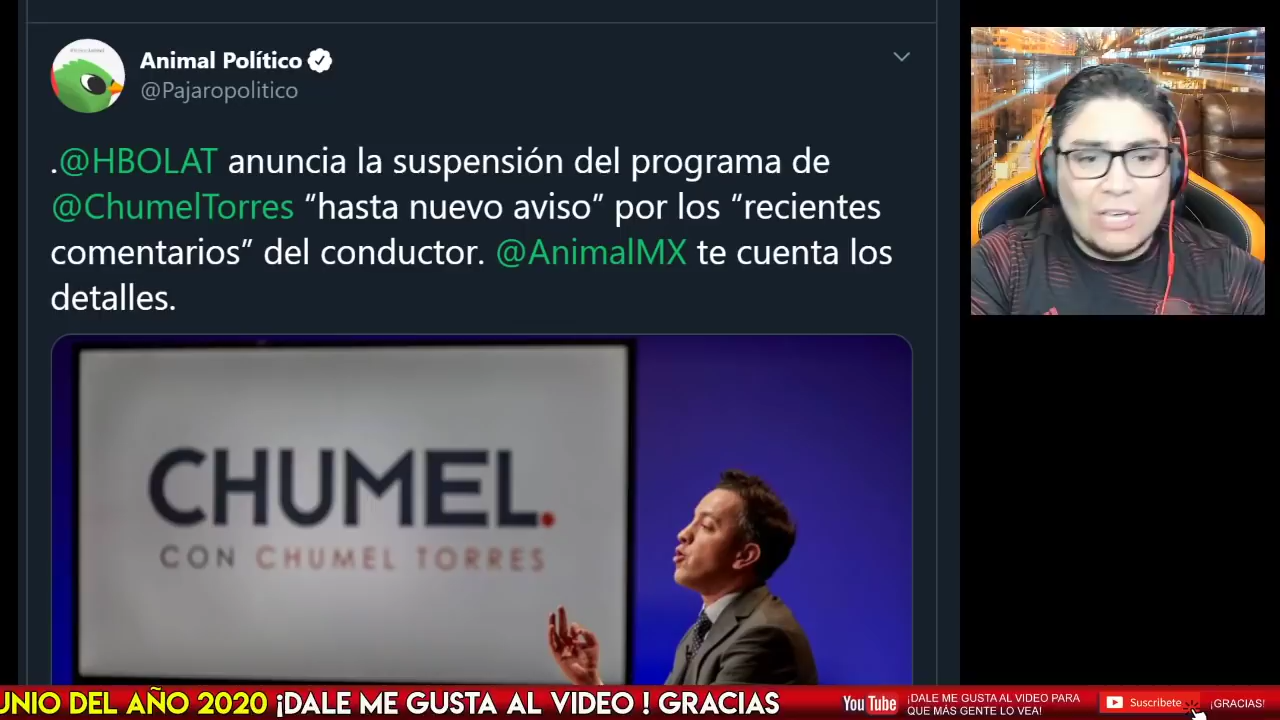 Animal Político
@Pajaropolitico
.@HBOLAT anuncia la suspensión del programa de
@ChumelTorres “hasta nuevo aviso” por los “recientes
comentarios” del conductor. @AnimalMX te cuenta los
detalles.
CHUMEL.
CON CHUMEL TORRES
UNIO DEL AÑO 2020 ¡DALE ME GUSTA AL VIDEO ! GRACIAS
YouTube
¡DALE ME GUSTA AL VIDEO PARA
QUE MÁS GENTE LO VEA!
Suscribete
¡GRACIAS!